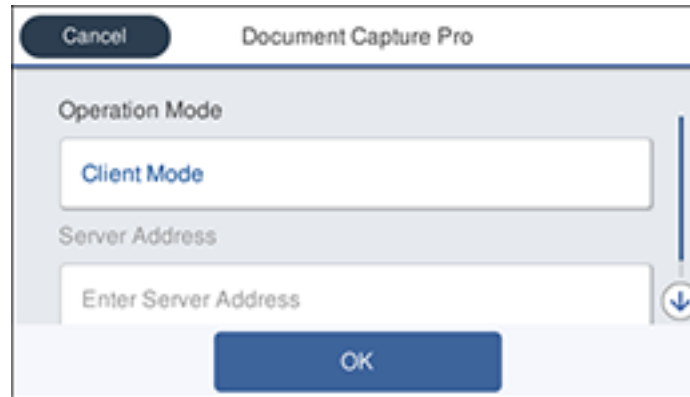 Cancel
Document Capture Pro
Operation Mode
Client Mode
Server Address
Enter Server Address
OK